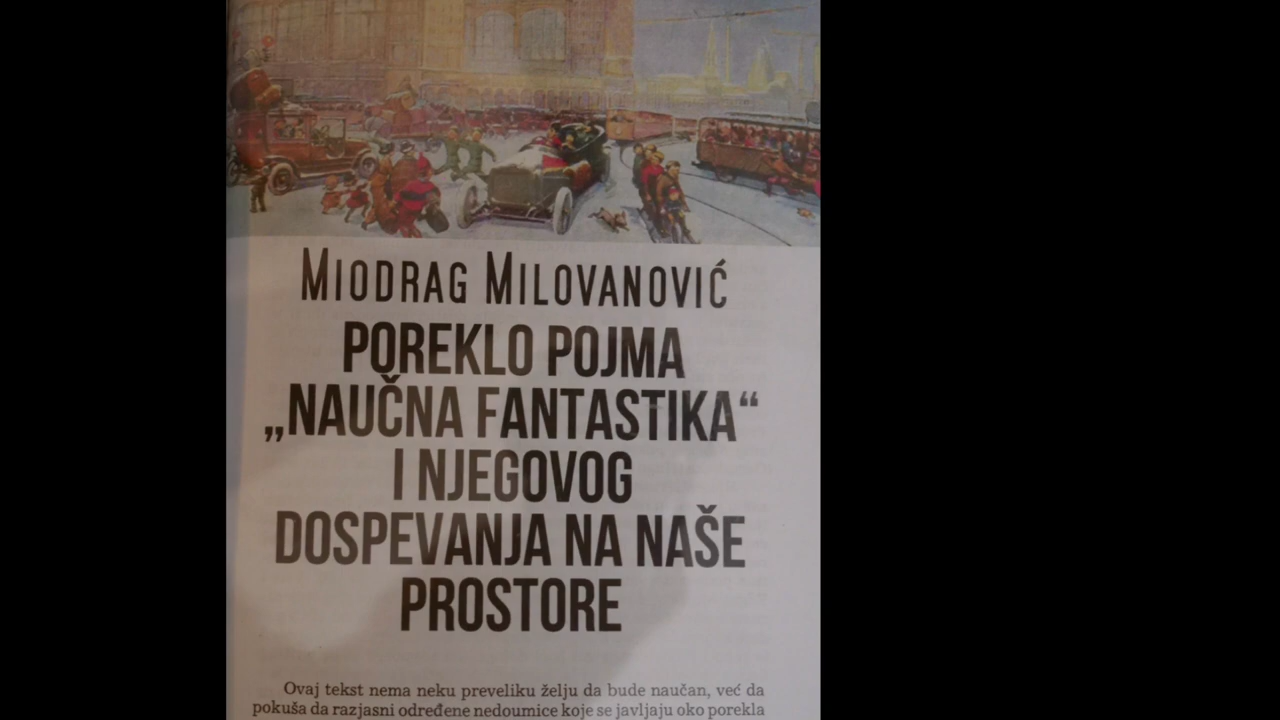 MIODRAG MILOVANOVIĆ
POREKLO POJMA
„NAUČNA FANTASTIKA“
I NJEGOVOG
DOSPEVANJA NA NAŠE
PROSTORE
Ovaj tekst nema neku preveliku želju da bude naučan, već da
pokuša da razjasni određene nedoumice koje se javljaju oko porekla